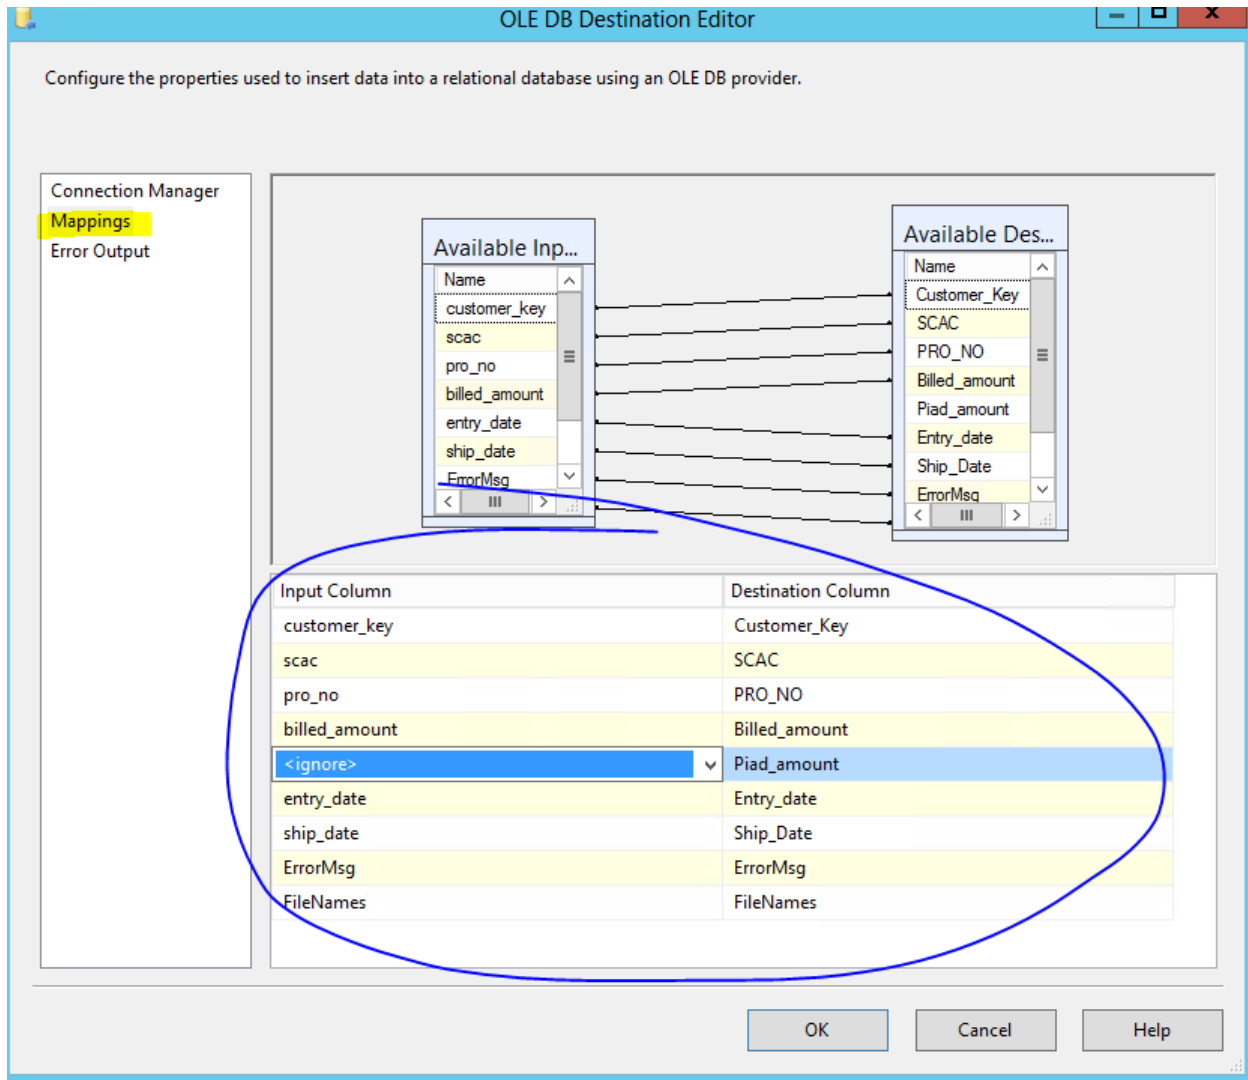 OLE DB Destination Editor
Configure the properties used to insert data into a relational database using an OLE DB provider.
Connection Manager
Mappings
Error Output
Available Inp...
Name
customer_key
scac
pro_no
billed_amount
entry_date
ship_date
ErrorMsg
Available Des...
Name
Customer_Key
SCAC
PRO_NO
Billed_amount
Piad_amount
Entry_date
Ship_Date
ErrorMsg
Input Column Destination Column
customer_key Customer_Key
scac SCAC
pro_no PRO_NO
billed_amount Billed_amount
<ignore> Piad_amount
entry_date Entry_date
ship_date Ship_Date
ErrorMsg ErrorMsg
FileNames FileNames
OK Cancel Help